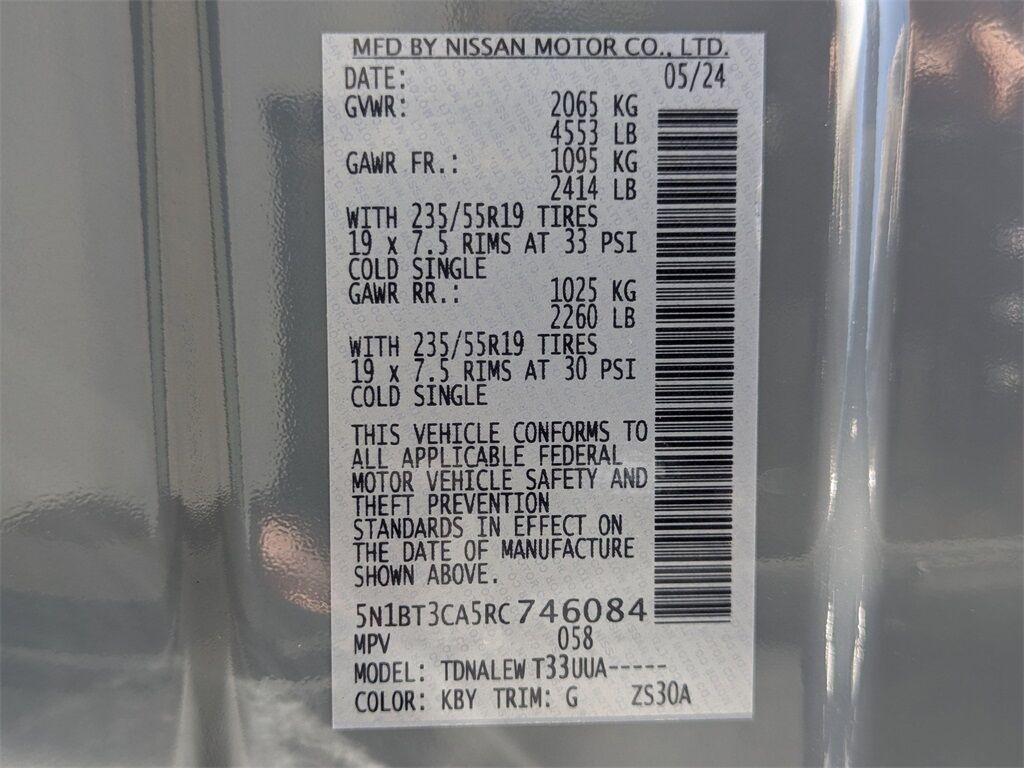 MFD BY NISSAN MOTOR CO., LTD.
DATE: 05/24
GVWR: 2065 KG
4553 LB
GAWR FR.: 1095 KG
2414 LB
WITH 235/55R19 TIRES
19 x 7.5 RIMS AT 33 PSI
COLD SINGLE
GAWR RR.: 1025 KG
2260 LB
WITH 235/55R19 TIRES
19 x 7.5 RIMS AT 30 PSI
COLD SINGLE
THIS VEHICLE CONFORMS TO
ALL APPLICABLE FEDERAL
MOTOR VEHICLE SAFETY AND
THEFT PREVENTION
STANDARDS IN EFFECT ON
THE DATE OF MANUFACTURE
SHOWN ABOVE.
5N1BT3CA5RC746084
MPV 058
MODEL: TDNALEW T33UUA-----
COLOR: KBY TRIM: G ZS30A